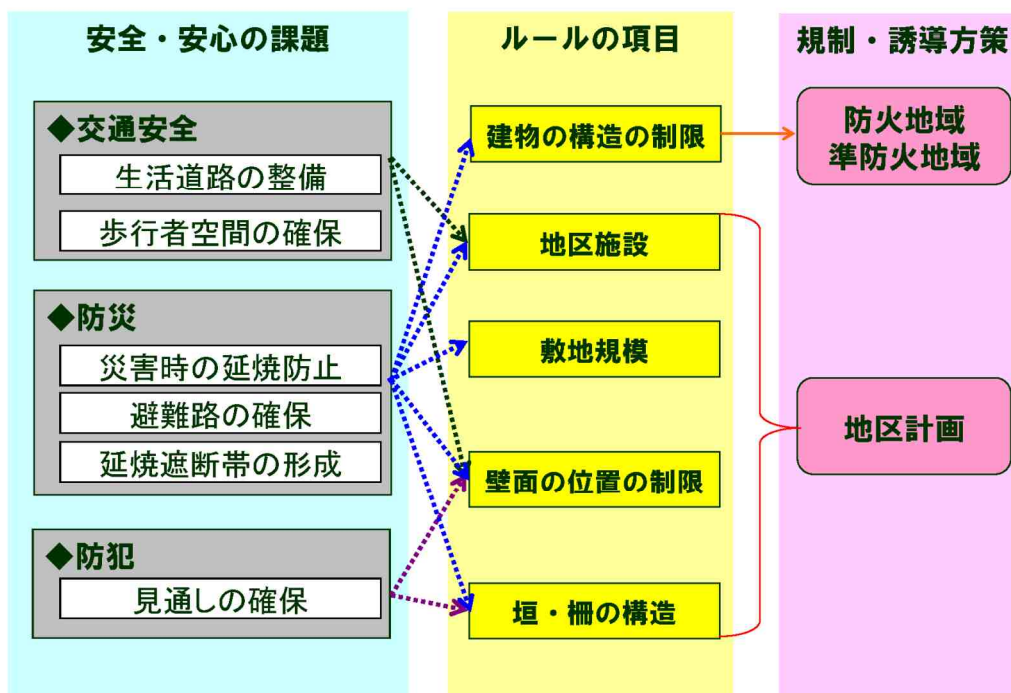 安全・安心の課題
◆交通安全
生活道路の整備
歩行者空間の確保
◆防災
災害時の延焼防止
避難路の確保
延焼遮断帯の形成
◆防犯
見通しの確保
ルールの項目
建物の構造の制限
地区施設
敷地規模
壁面の位置の制限
垣・柵の構造
規制・誘導方策
防火地域
準防火地域
地区計画